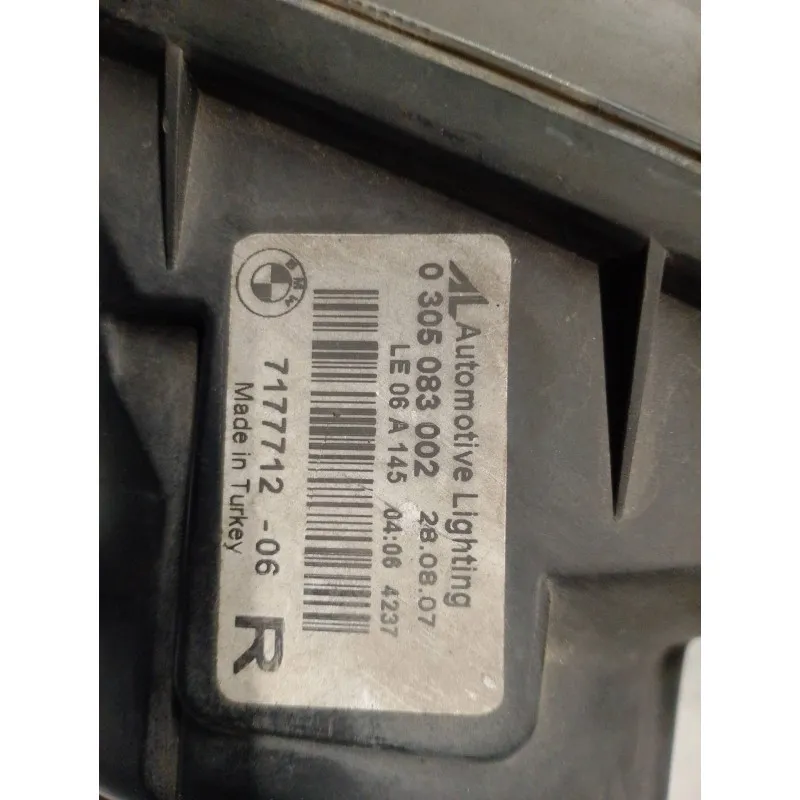 AL Automotive Lighting
0 305 083 002 28.08.07
LE 06 A 145 04:06 4237
BMW
7177712 -06
Made in Turkey
R